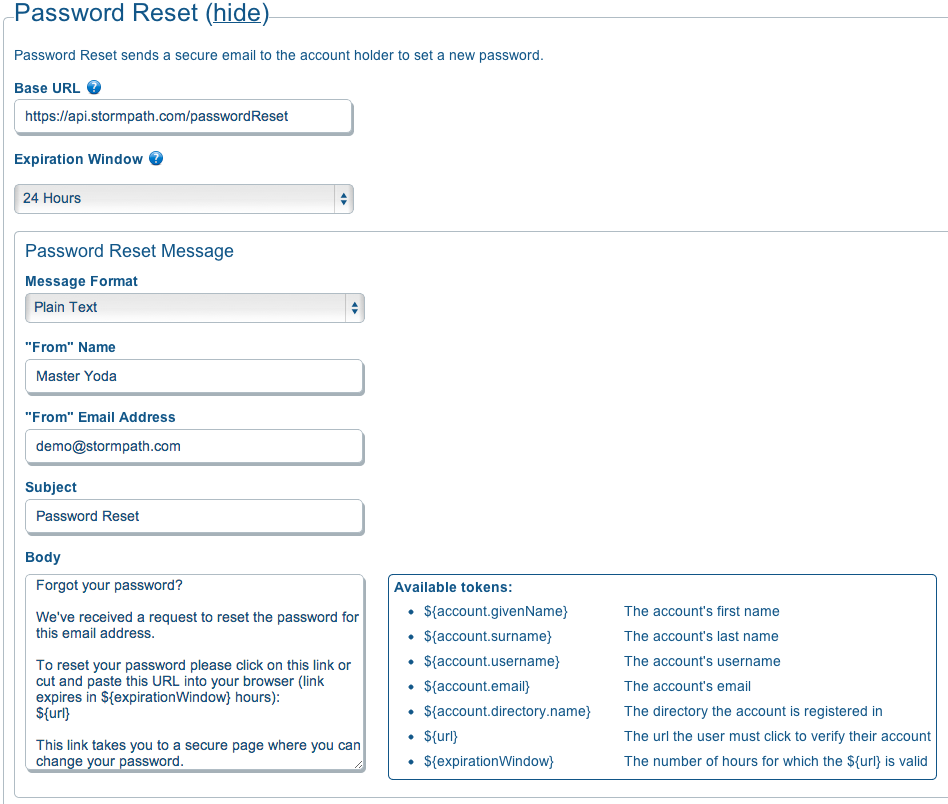 Password Reset (hide)
Password Reset sends a secure email to the account holder to set a new password.
Base URL ?
https://api.stormpath.com/passwordReset
Expiration Window ?
24 Hours
Password Reset Message
Message Format
Plain Text
"From" Name
Master Yoda
"From" Email Address
demo@stormpath.com
Subject
Password Reset
Body
Forgot your password?
We've received a request to reset the password for
this email address.
To reset your password please click on this link or
cut and paste this URL into your browser (link
expires in ${expirationWindow} hours):
${url}
This link takes you to a secure page where you can
change your password.
Available tokens:
• ${account.givenName} The account's first name
• ${account.surname} The account's last name
• ${account.username} The account's username
• ${account.email} The account's email
• ${account.directory.name} The directory the account is registered in
• ${url} The url the user must click to verify their account
• ${expirationWindow} The number of hours for which the ${url} is valid